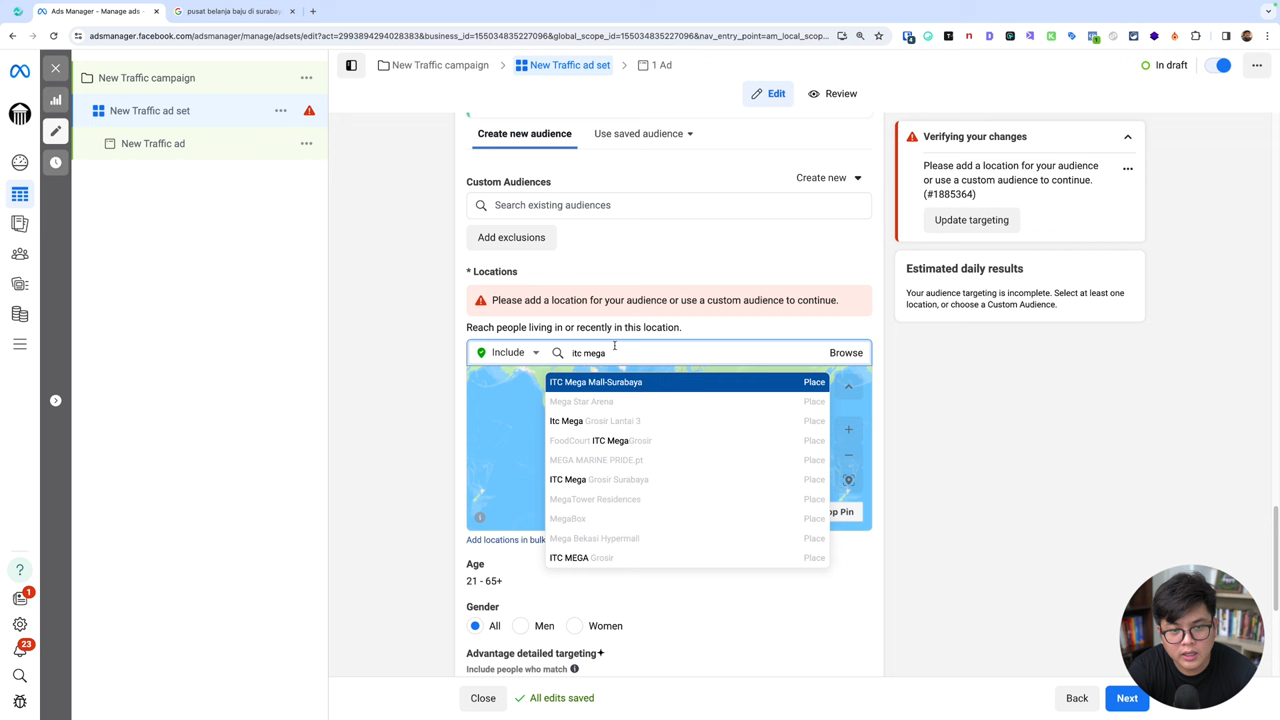 Ads Manager - Manage ads -
pusat belanja baju di surabay
adsmanager.facebook.com/adsmanager/manage/adsets/edit?act=2993894294028383&business_id=155034835227096&global_scope_id=155034835227096&nav_entry_point=am_local_scop...
New Traffic campaign
New Traffic ad set
New Traffic ad
New Traffic campaign
New Traffic ad set
1 Ad
In draft
Edit
Review
Create new audience
Use saved audience
Custom Audiences
Create new
Search existing audiences
Add exclusions
* Locations
Please add a location for your audience or use a custom audience to continue.
Reach people living in or recently in this location.
Include
itc mega
Browse
ITC Mega Mall-Surabaya Place
Mega Star Arena Place
Itc Mega Grosir Lantai 3 Place
FoodCourt ITC MegaGrosir Place
MEGA MARINE PRIDE.pt Place
ITC Mega Grosir Surabaya Place
MegaTower Residences Place
MegaBox Place
Mega Bekasi Hypermall Place
ITC MEGA Grosir Place
op Pin
Add locations in bulk
Age
21 - 65+
Gender
All
Men
Women
Advantage detailed targeting+
Include people who match
Close
All edits saved
Back
Next
Verifying your changes
Please add a location for your audience
or use a custom audience to continue.
(#1885364)
Update targeting
Estimated daily results
Your audience targeting is incomplete. Select at least one
location, or choose a Custom Audience.
1
23